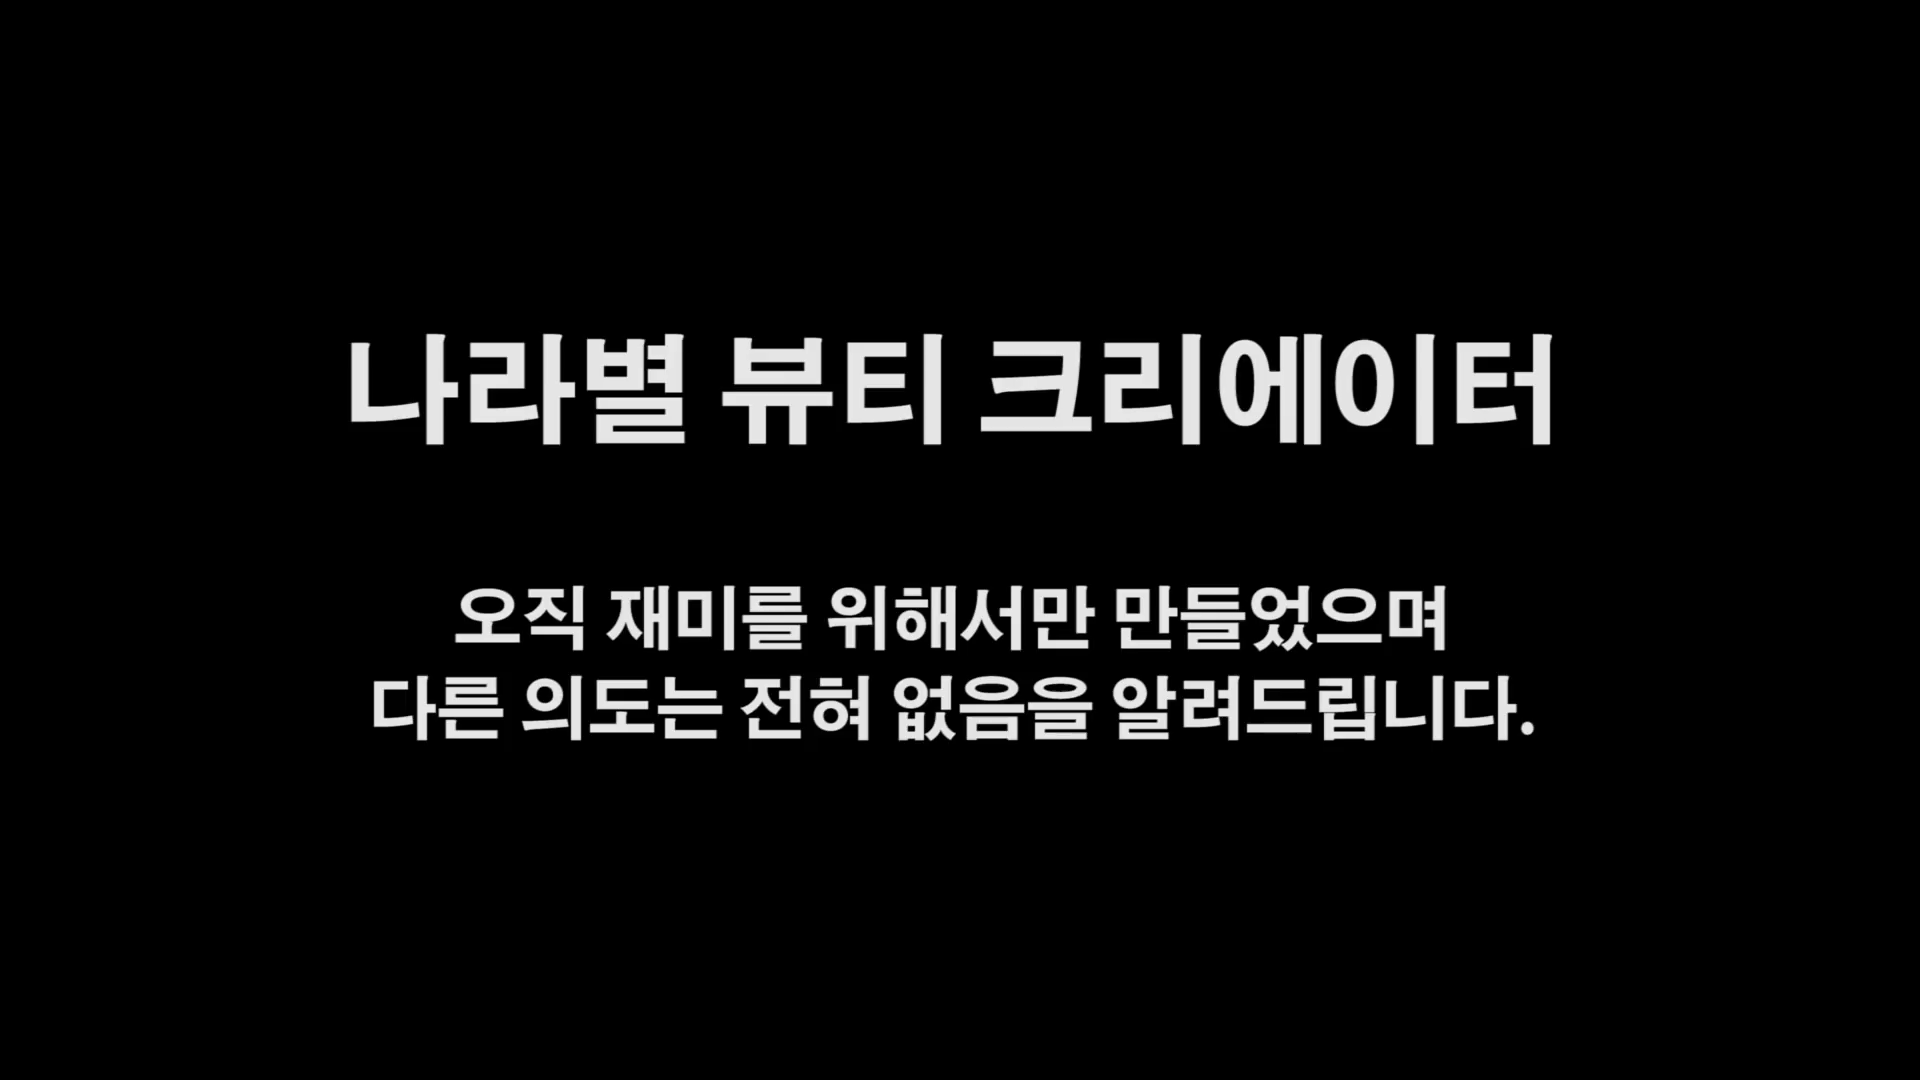 나라별 뷰티 크리에이터
오직 재미를 위해서만 만들었으며
다른 의도는 전혀 없음을 알려드립니다.